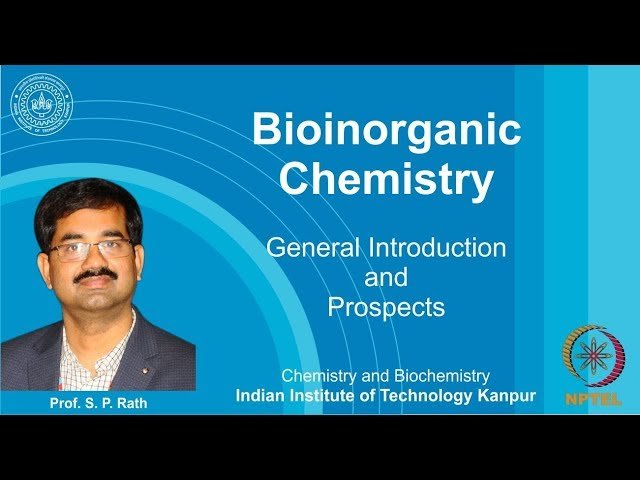 Bioinorganic
Chemistry
General Introduction
and
Prospects
Chemistry and Biochemistry
Indian Institute of Technology Kanpur
Prof. S. P. Rath
NPTEL